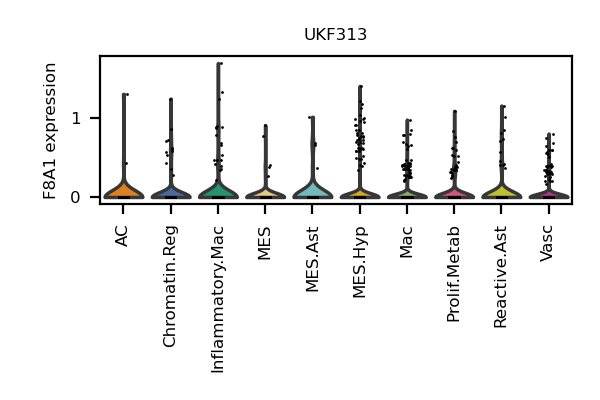 UKF313
F8A1 expression
1
0
AC
Chromatin.Reg
Inflammatory.Mac
MES
MES.Ast
MES.Hyp
Mac
Prolif.Metab
Reactive.Ast
Vasc